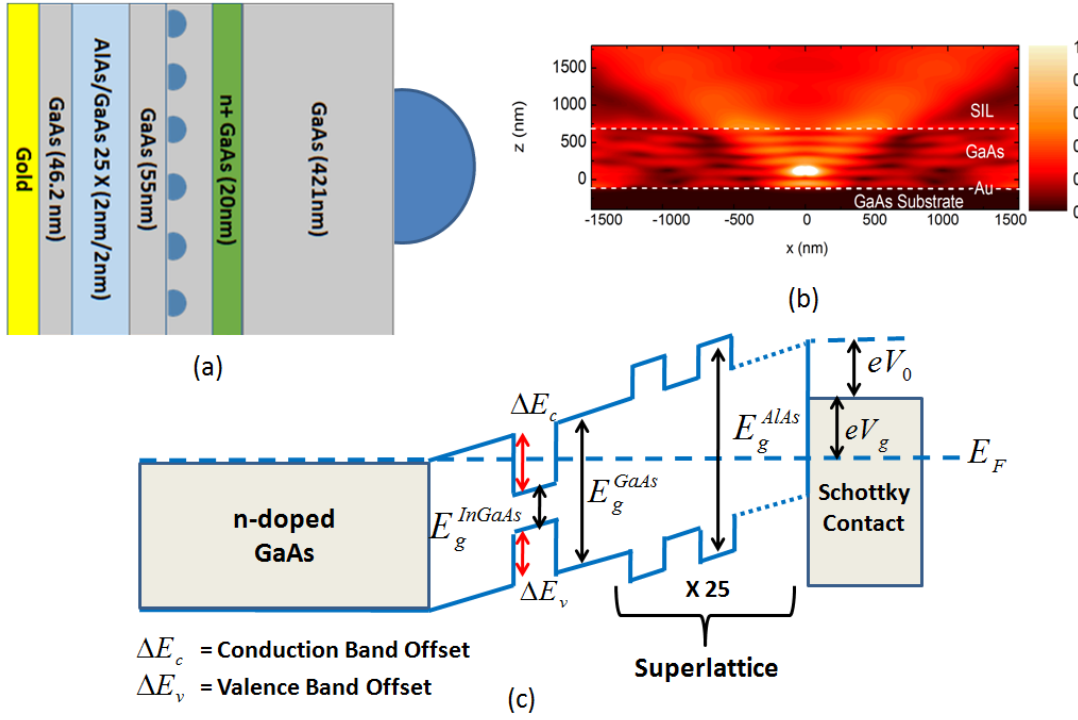 Gold
GaAs (46.2 nm)
AlAs/GaAs 25 X (2nm/2nm)
GaAs (55nm)
n+ GaAs (20nm)
GaAs (421nm)
(a)
z (nm)
1500
1000
500
0
SIL
GaAs
Au
GaAs Substrate
-1500 -1000 -500 0 500 1000 1500
x (nm)
1
0
0
0
0
0
(b)
ΔE_c
E_g^{InGaAs}
ΔE_v
E_g^{GaAs}
E_g^{AlAs}
eV_0
eV_g
E_F
n-doped
GaAs
Schottky
Contact
X 25
Superlattice
ΔE_c = Conduction Band Offset
ΔE_v = Valence Band Offset
(c)